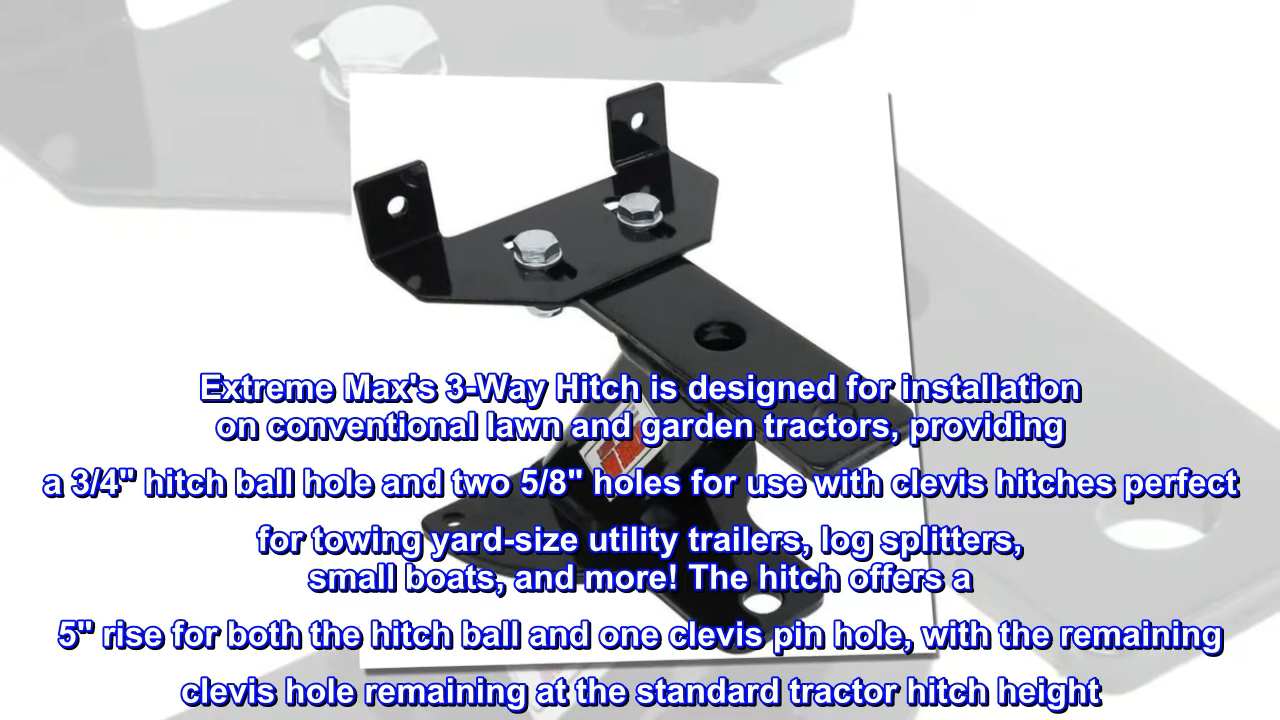 Extreme Max's 3-Way Hitch is designed for installation
on conventional lawn and garden tractors, providing
a 3/4" hitch ball hole and two 5/8" holes for use with clevis hitches perfect
for towing yard-size utility trailers, log splitters,
small boats, and more! The hitch offers a
5" rise for both the hitch ball and one clevis pin hole, with the remaining
clevis hole remaining at the standard tractor hitch height